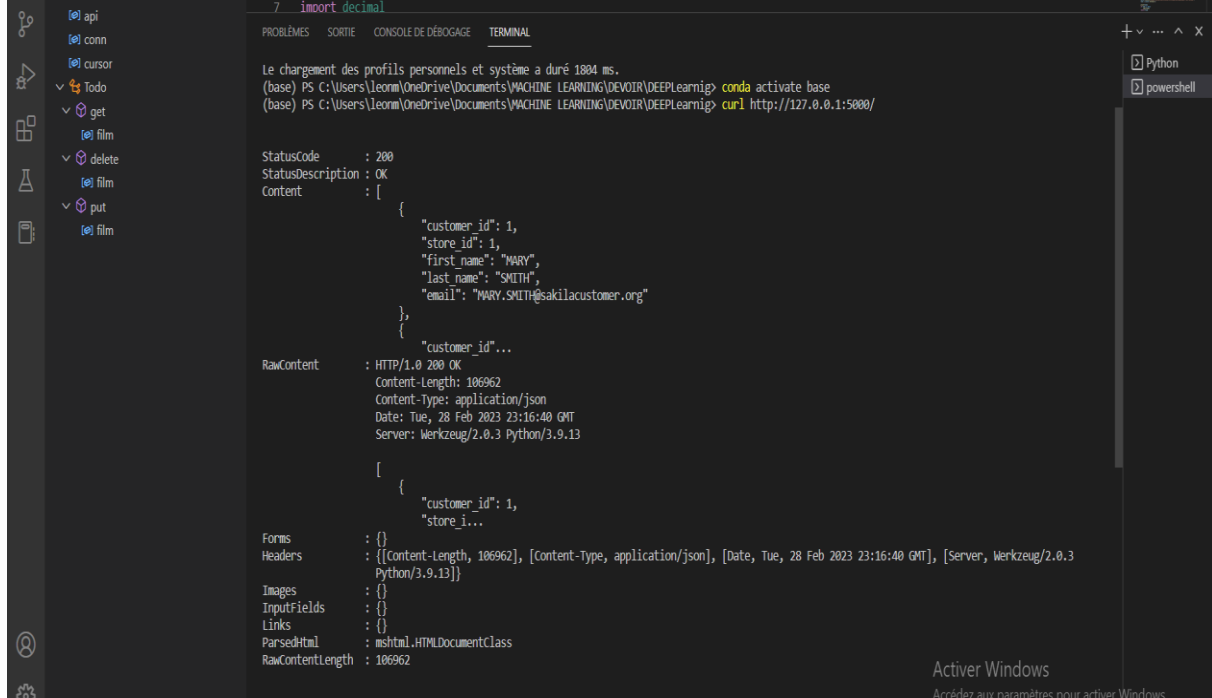 7 import decimal
api
conn
cursor
Todo
get
film
delete
film
put
film
PROBLÈMES SORTIE CONSOLE DE DÉBOGAGE TERMINAL
Python
powershell
Le chargement des profils personnels et système a duré 1804 ms.
(base) PS C:\Users\leonm\OneDrive\Documents\MACHINE LEARNING\DEVOIR\DEEPLearnig> conda activate base
(base) PS C:\Users\leonm\OneDrive\Documents\MACHINE LEARNING\DEVOIR\DEEPLearnig> curl http://127.0.0.1:5000/
StatusCode : 200
StatusDescription : OK
Content : [
{
"customer_id": 1,
"store_id": 1,
"first_name": "MARY",
"last_name": "SMITH",
"email": "MARY.SMITH@sakilacustomer.org"
},
{
"customer_id"...
RawContent : HTTP/1.0 200 OK
Content-Length: 106962
Content-Type: application/json
Date: Tue, 28 Feb 2023 23:16:40 GMT
Server: Werkzeug/2.0.3 Python/3.9.13
[
{
"customer_id": 1,
"store_i...
Forms : {}
Headers : {[Content-Length, 106962], [Content-Type, application/json], [Date, Tue, 28 Feb 2023 23:16:40 GMT], [Server, Werkzeug/2.0.3
Python/3.9.13]}
Images : {}
InputFields : {}
Links : {}
ParsedHtml : mshtml.HTMLDocumentClass
RawContentLength : 106962
Activer Windows
Accédez aux paramètres pour activer Windows.